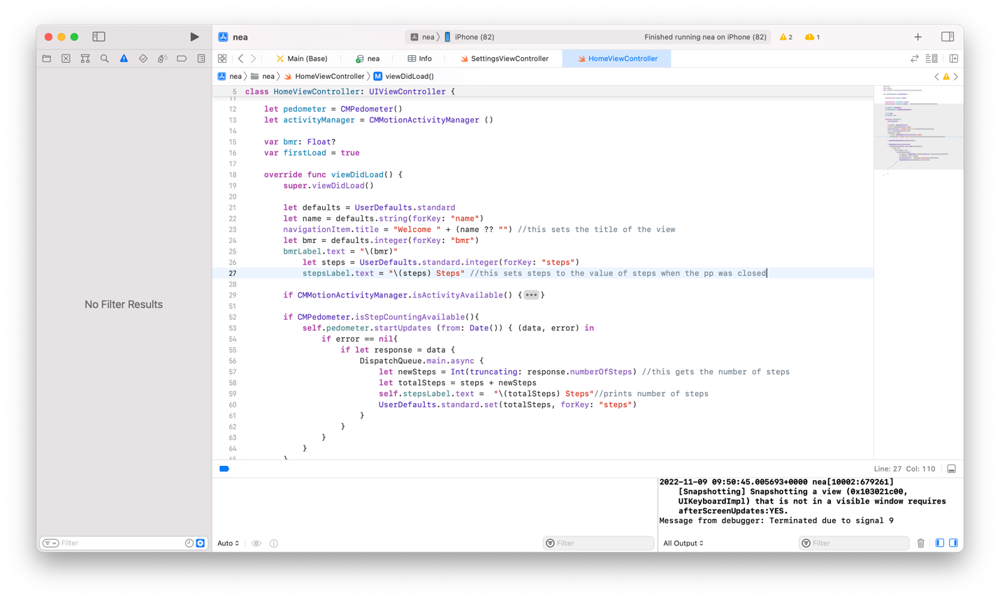 nea
nea
iPhone (82)
Finished running nea on iPhone (82)
2
1
Main (Base)
nea
Info
SettingsViewController
HomeViewController
nea
nea
HomeViewController
M
viewDidLoad()
5 class HomeViewController: UIViewController {
11
12 let pedometer = CMPedometer()
13 let activityManager = CMMotionActivityManager ()
14
15 var bmr: Float?
16 var firstLoad = true
17
18 override func viewDidLoad() {
19 super.viewDidLoad()
20
21 let defaults = UserDefaults.standard
22 let name = defaults.string(forKey: "name")
23 navigationItem.title = "Welcome " + (name ?? "") //this sets the title of the view
24 let bmr = defaults.integer(forKey: "bmr")
25 bmrLabel.text = "\(bmr)"
26 let steps = UserDefaults.standard.integer(forKey: "steps")
27 stepsLabel.text = "\(steps) Steps" //this sets steps to the value of steps when the pp was closed
28
29 if CMMotionActivityManager.isActivityAvailable() {•••}
51
52 if CMPedometer.isStepCountingAvailable(){
53 self.pedometer.startUpdates (from: Date()) { (data, error) in
54 if error == nil{
55 if let response = data {
56 DispatchQueue.main.async {
57 let newSteps = Int(truncating: response.numberOfSteps) //this gets the number of steps
58 let totalSteps = steps + newSteps
59 self.stepsLabel.text =  "\(totalSteps) Steps"//prints number of steps
60 UserDefaults.standard.set(totalSteps, forKey: "steps")
61 }
62 }
63 }
64 }
65 }
No Filter Results
Line: 27 Col: 110
2022-11-09 09:50:45.005693+0000 nea[10002:679261]
[Snapshotting] Snapshotting a view (0x103021c00,
UIKeyboardImpl) that is not in a visible window requires
afterScreenUpdates:YES.
Message from debugger: Terminated due to signal 9
Filter
Auto
Filter
All Output
Filter